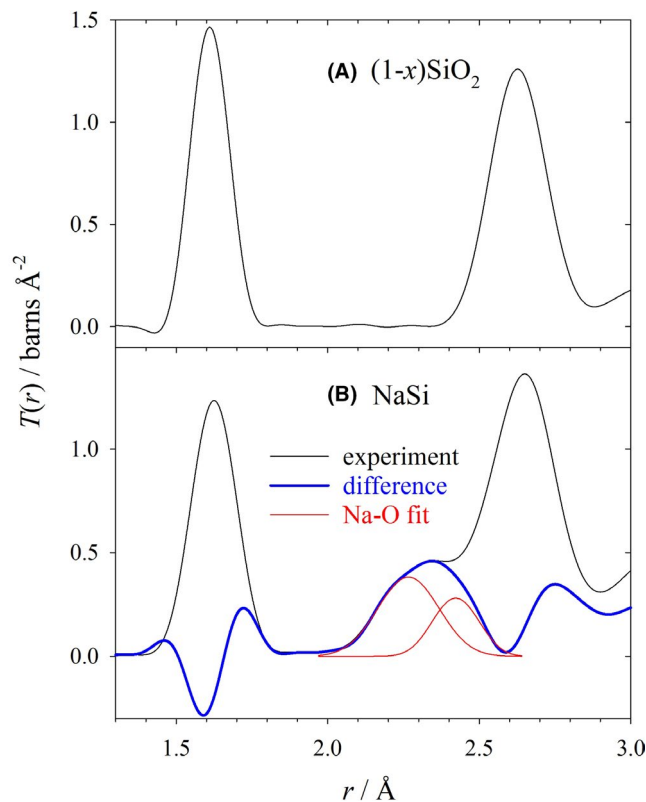 1.5
(A) (1-x)SiO₂
1.0
0.5
0.0
T(r) / barns Å⁻²
(B) NaSi
1.0
experiment
difference
Na-O fit
0.5
0.0
1.5 2.0 2.5 3.0
r / Å